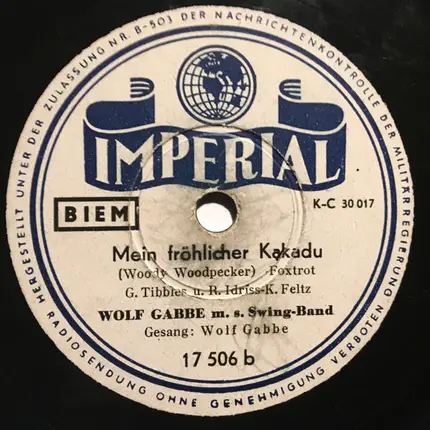 HERGESTELLT UNTER DER ZULASSUNG NR. B-503 DER NACHRICHTENKONTROLLE DER MILITÄRREGIERUNG
IMPERIAL
BIEM
K-C 30 017
Mein fröhlicher Kakadu
(Woody Woodpecker) Foxtrot
G. Tibbles u. R. Idriss-K. Feltz
WOLF GABBE m. s. Swing-Band
Gesang: Wolf Gabbe
17 506 b
RADIOSENDUNG OHNE GENEHMIGUNG VERBOTEN